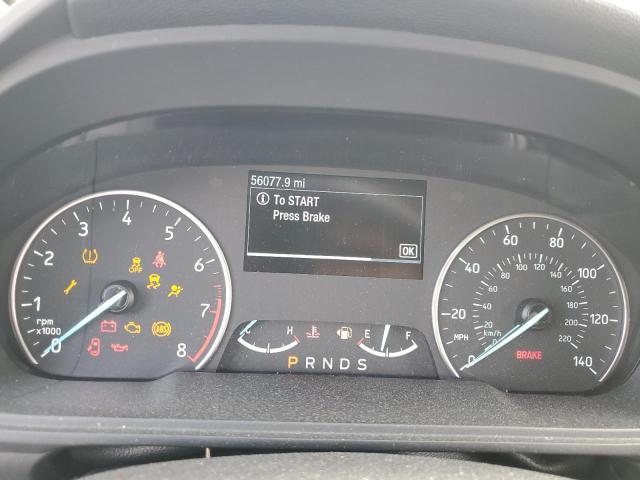 56077.9 mi
To START
Press Brake
OK
0 1 2 3 4 5 6 7 8
rpm
x1000
OFF
ABS
H E F
P R N D S
0 20 40 60 80 100 120 140
20 40 60 80 100 120 140 160 180 200 220
MPH
km/h
BRAKE